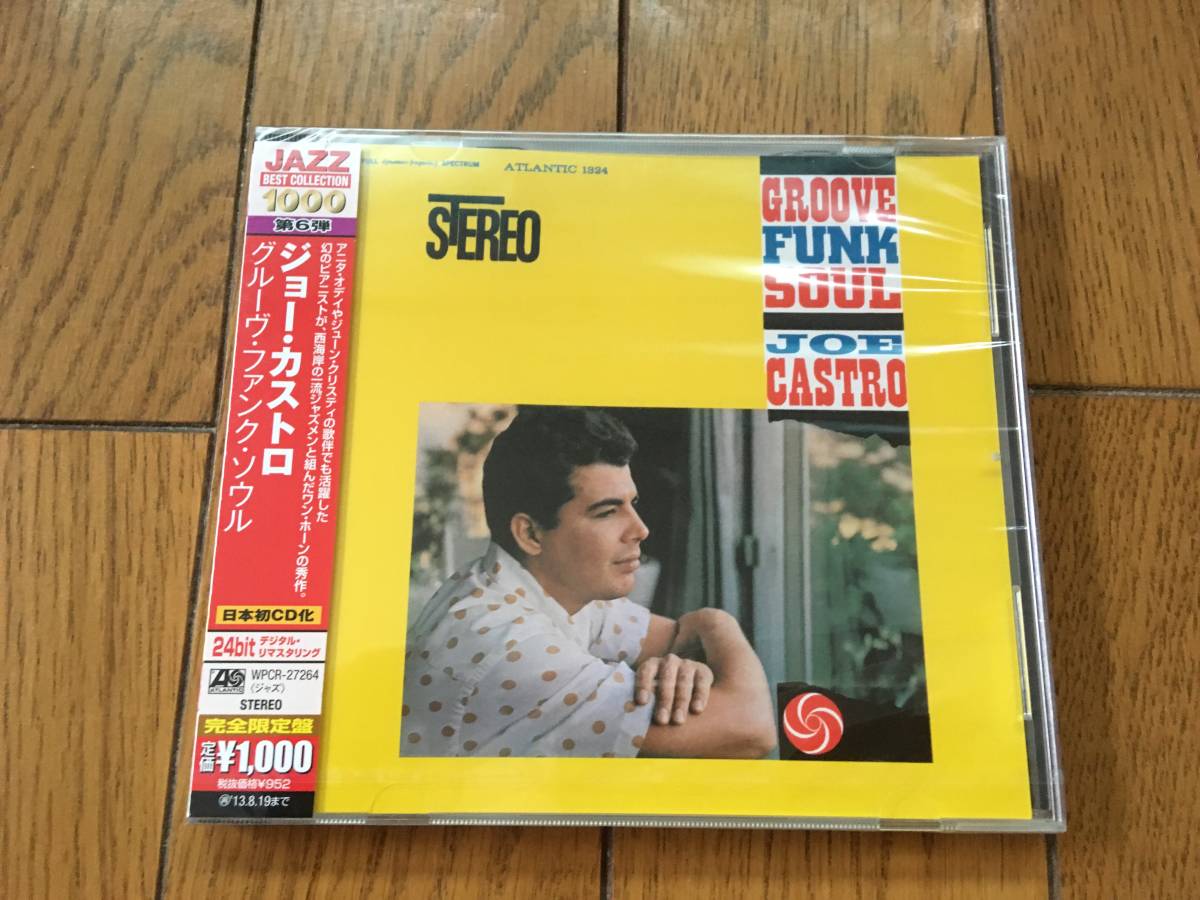 JAZZ
BEST COLLECTION
1000
第6弾
アニタ・オデイやジューン・クリスティの歌伴でも活躍した
幻のピアニストが、西海岸の一流ジャズメンと組んだワン・ホーンの秀作。
ジョー・カストロ
グルーヴ・ファンク・ソウル
日本初CD化
24bit デジタル・
リマスタリング
ATLANTIC
WPCR-27264
〈ジャズ〉
STEREO
完全限定盤
定価¥1,000
税抜価格¥952
'13.8.19まで
FULL dynamics-frequency SPECTRUM
ATLANTIC 1324
STEREO
GROOVE
FUNK
SOUL
JOE
CASTRO